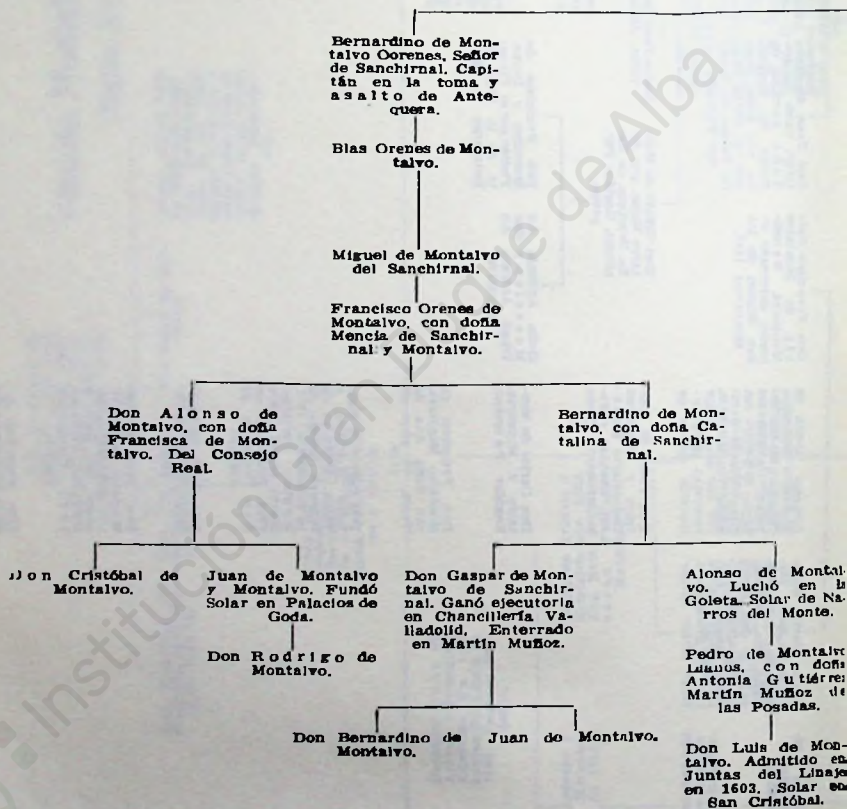 Bernardino de Mon-
talvo Oorenes, Señor
de Sanchirnal. Capi-
tán en la toma y
asalto de Ante-
quera.
Blas Orenes de Mon-
talvo.
Miguel de Montalvo
del Sanchirnal.
Francisco Orenes de
Montalvo, con doña
Mencía de Sanchir-
nal y Montalvo.
Don Alonso de
Montalvo, con doña
Francisca de Mon-
talvo. Del Consejo
Real.
Bernardino de Mon-
talvo, con doña Ca-
talina de Sanchir-
nal.
Don Cristóbal de
Montalvo.
Juan de Montalvo
y Montalvo. Fundó
Solar en Palacios de
Goda.
Don Rodrigo de
Montalvo.
Don Gaspar de Mon-
talvo de Sanchir-
nal. Ganó ejecutoria
en Chancillería Va-
lladolid. Enterrado
en Martín Muñoz.
Don Bernardino de
Montalvo.
Juan de Montalvo.
Alonso de Montal-
vo. Luchó en la
Goleta. Solar de Na-
rros del Monte.
Pedro de Montalvo
con doña
Antonia Gutiérrez
Martín Muñoz de
las Posadas.
Don Luis de Mon-
talvo. Admitido en
Juntas del Linaje
en 1603. Solar en
San Cristóbal.
© Institución Gran Duque de Alba